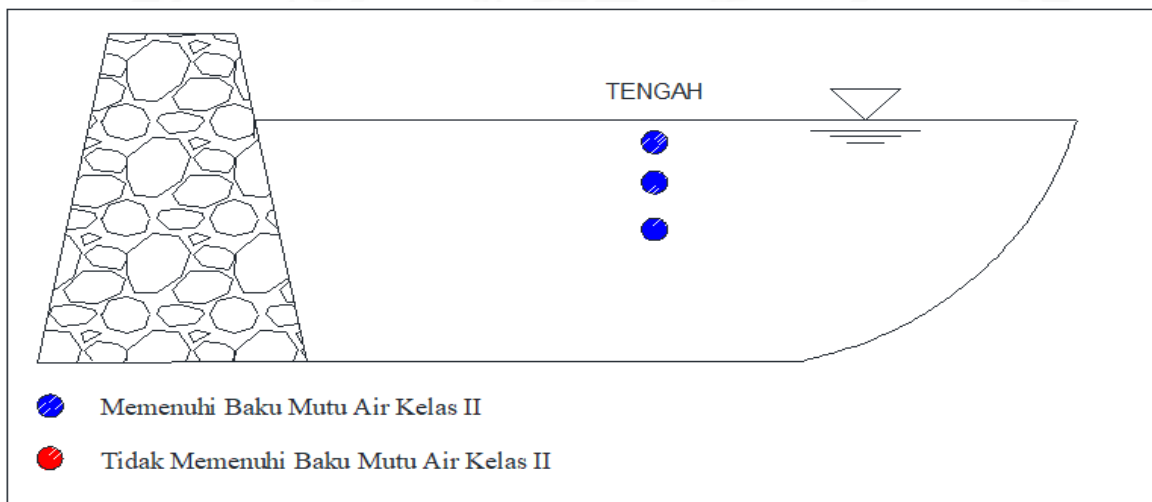 TENGAH
Memenuhi Baku Mutu Air Kelas II
Tidak Memenuhi Baku Mutu Air Kelas II